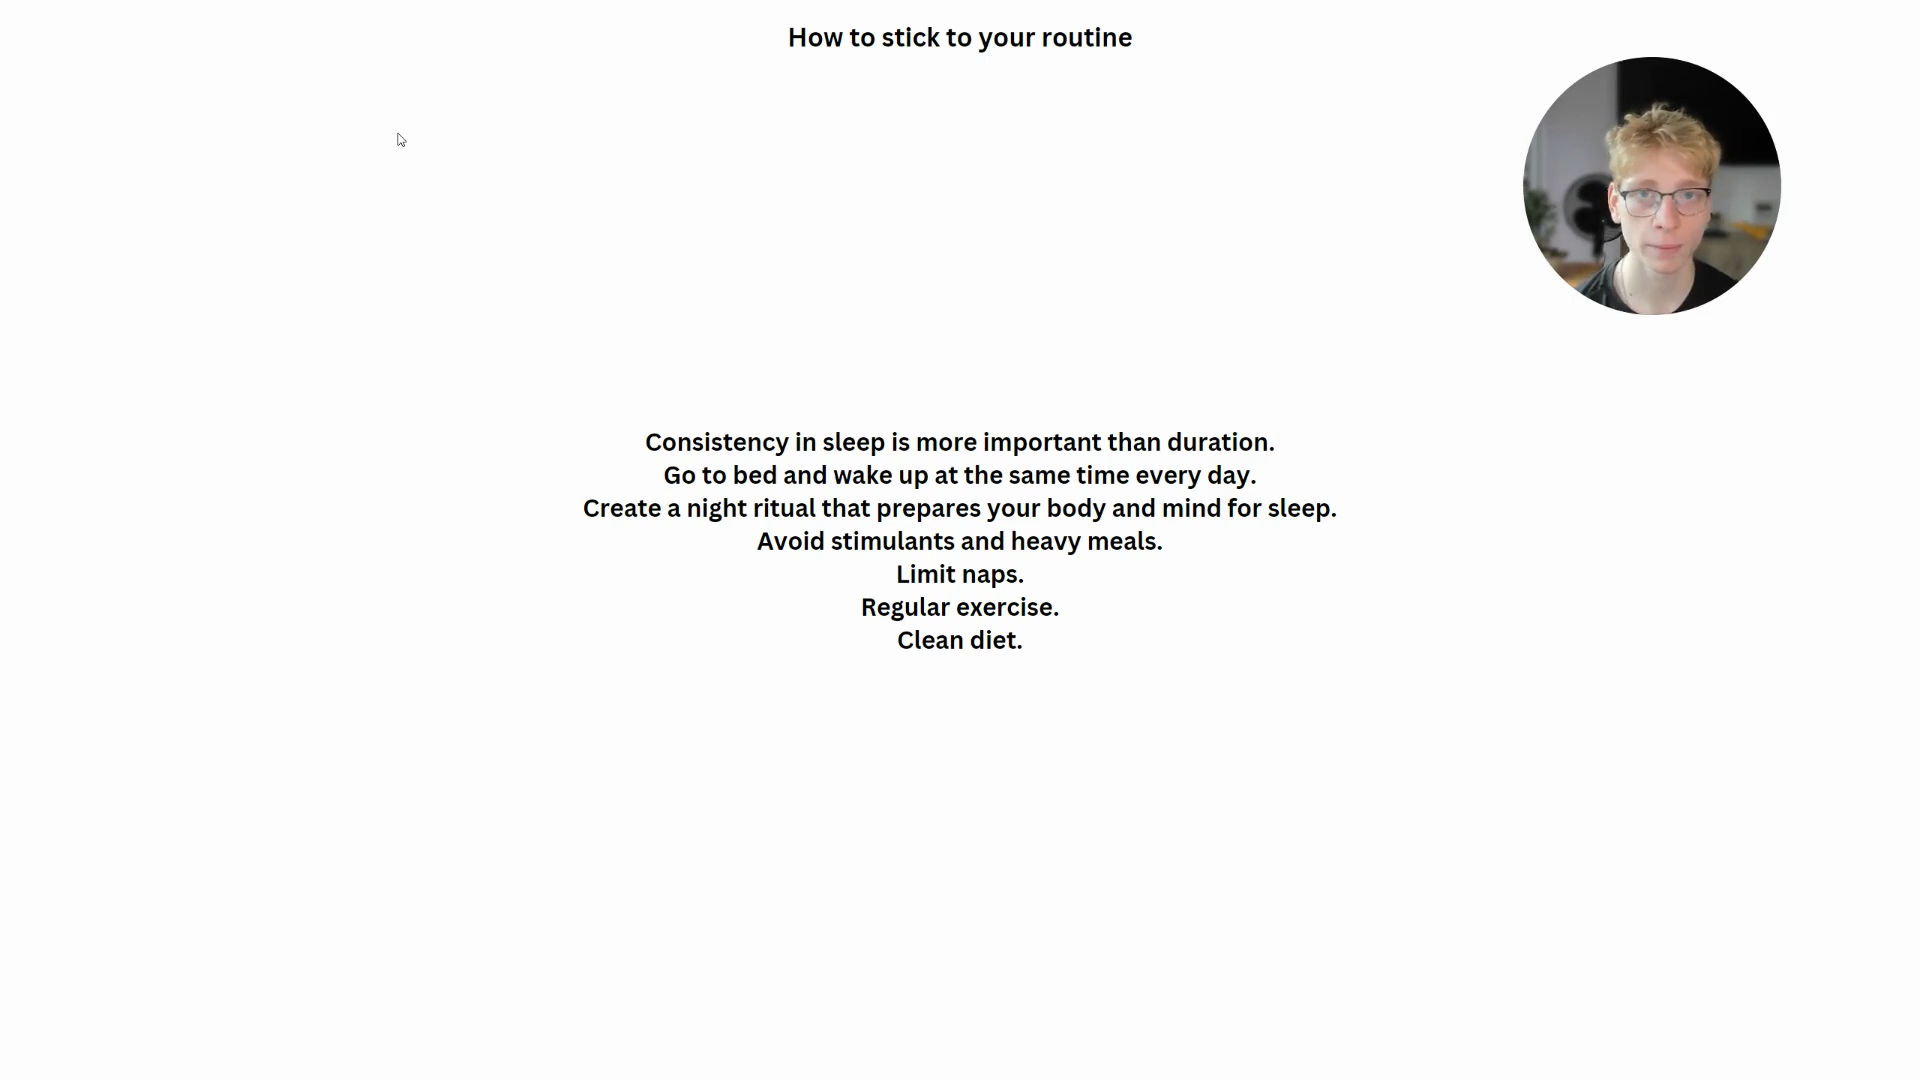 How to stick to your routine
Consistency in sleep is more important than duration.
Go to bed and wake up at the same time every day.
Create a night ritual that prepares your body and mind for sleep.
Avoid stimulants and heavy meals.
Limit naps.
Regular exercise.
Clean diet.